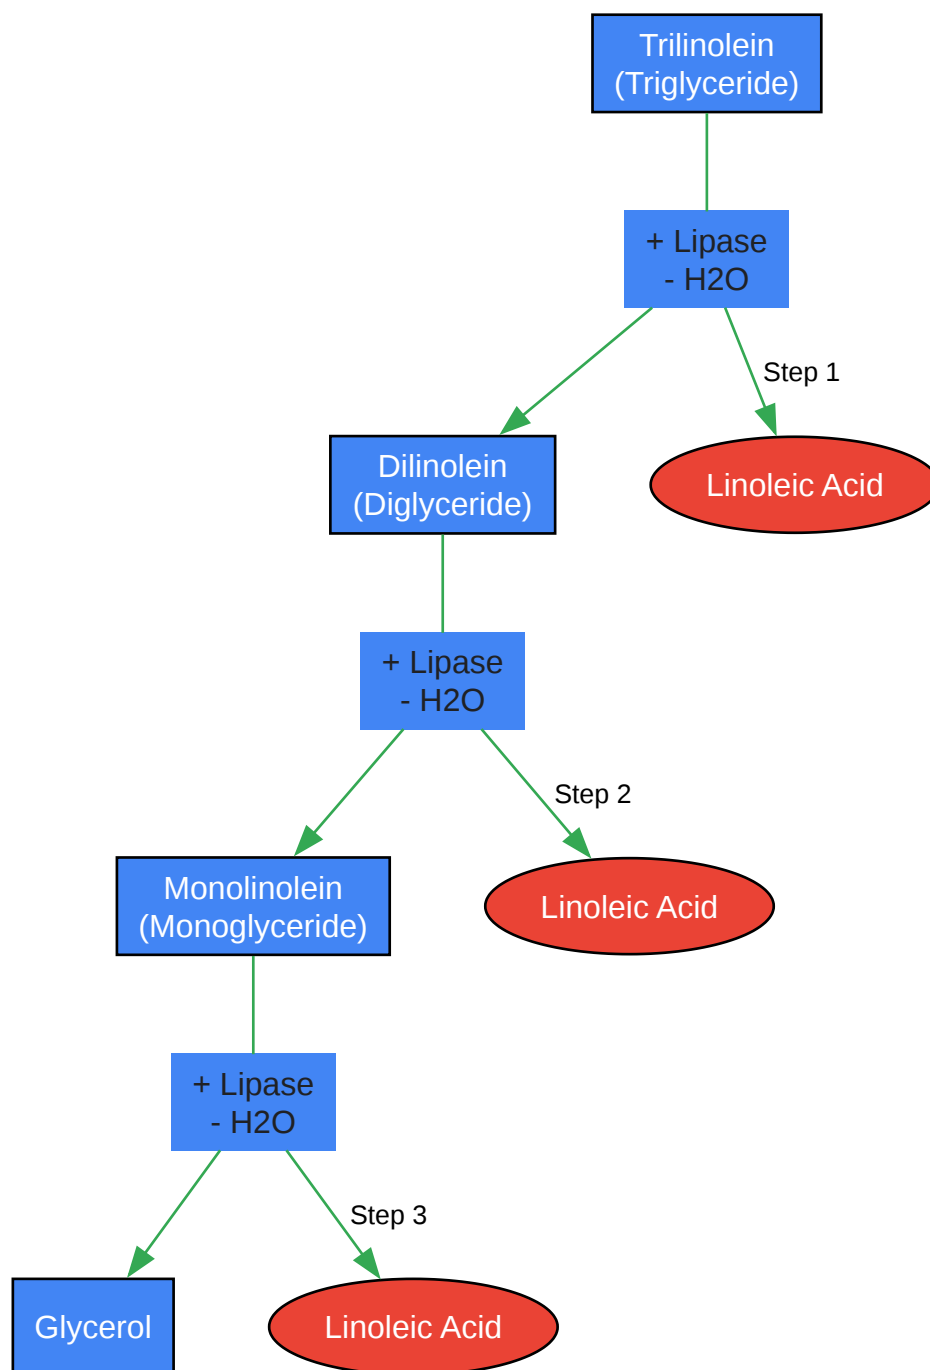 Trilinolein
(Triglyceride)
+ Lipase
- H2O
Step 1
Dilinolein
(Diglyceride)
Linoleic Acid
+ Lipase
- H2O
Step 2
Monolinolein
(Monoglyceride)
Linoleic Acid
+ Lipase
- H2O
Step 3
Glycerol
Linoleic Acid